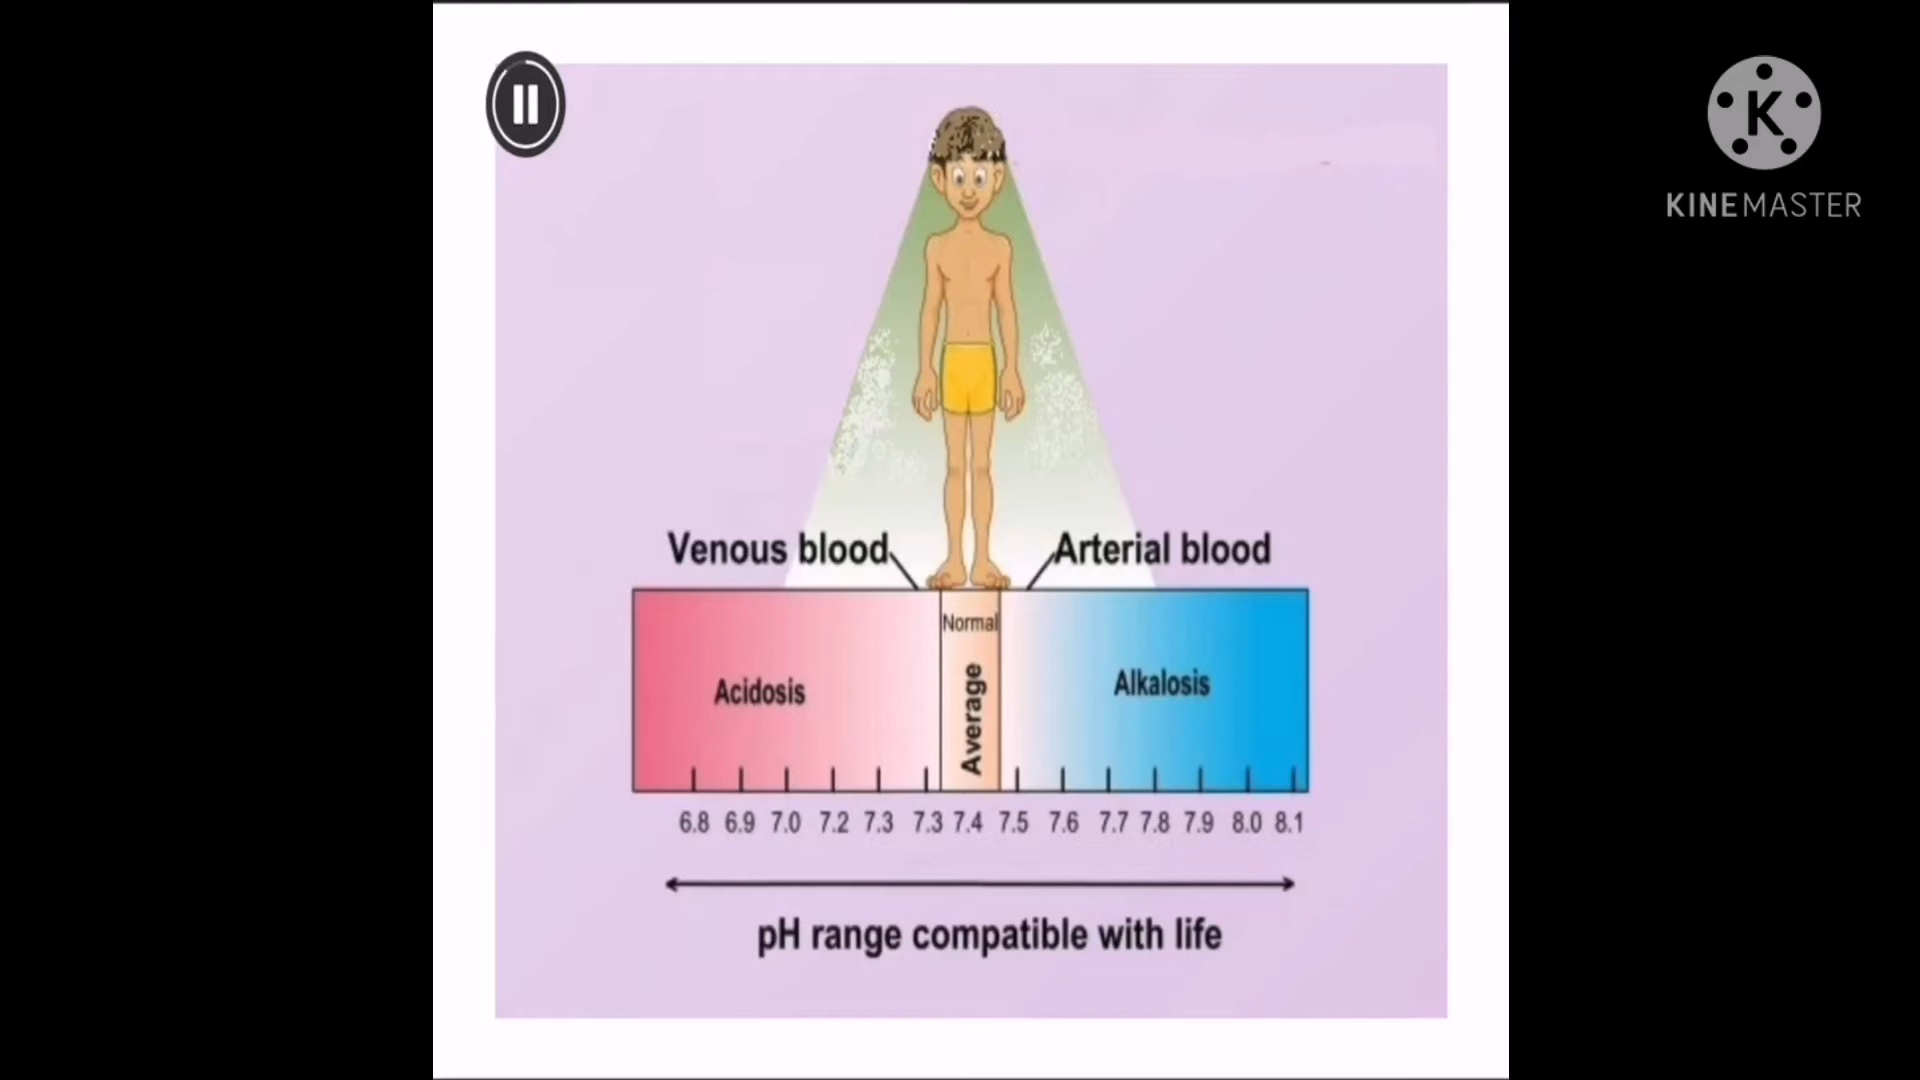 K
KINEMASTER
Venous blood
Arterial blood
Normal
Average
Acidosis
Alkalosis
6.8 6.9 7.0 7.2 7.3 7.3 7.4 7.5 7.6 7.7 7.8 7.9 8.0 8.1
pH range compatible with life